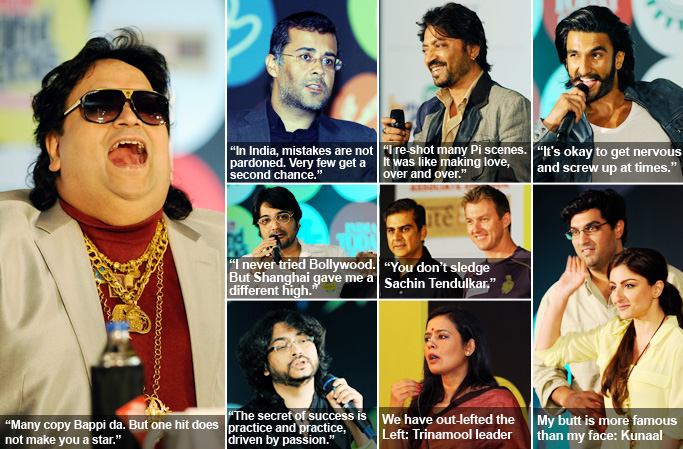 "In India, mistakes are not
pardoned. Very few get a
second chance."
"I re-shot many Pi scenes.
It was like making love,
over and over."
ASSOCIATE
"It's okay to get nervous
and screw up at times."
INDIA
TODAY
"I never tried Bollywood.
But Shanghai gave me a
different high."
"You don't sledge
Sachin Tendulkar."
"Many copy Bappi da. But one hit does
not make you a star."
"The secret of success is
practice and practice,
driven by passion."
We have out-lefted the
Left: Trinamool leader
My butt is more famous
than my face: Kunaal